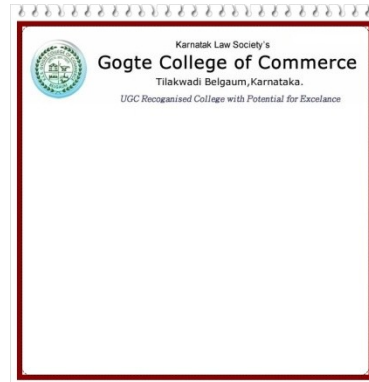 Karnatak Law Society's
Gogte College of Commerce
Tilakwadi Belgaum,Karnataka.
UGC Recoganised College with Potential for Excelance